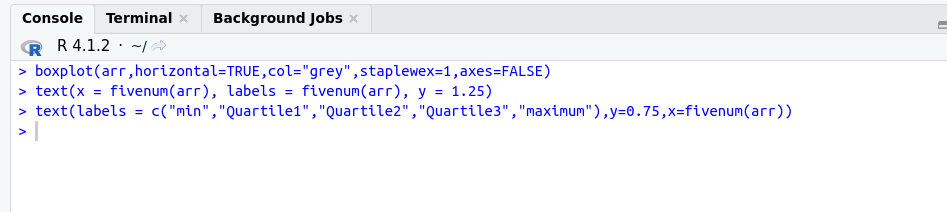 Console Terminal × Background Jobs ×
R R 4.1.2 · ~/
> boxplot(arr,horizontal=TRUE,col="grey",staplewex=1,axes=FALSE)
> text(x = fivenum(arr), labels = fivenum(arr), y = 1.25)
> text(labels = c("min","Quartile1","Quartile2","Quartile3","maximum"),y=0.75,x=fivenum(arr))
>